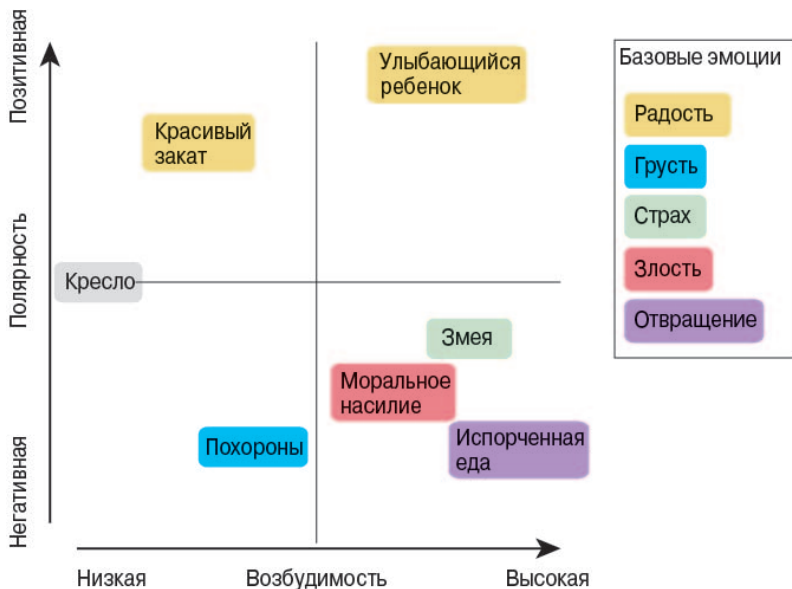 Позитивная
Полярность
Негативная
Улыбающийся
ребенок
Красивый
закат
Кресло
Змея
Моральное
насилие
Похороны
Испорченная
еда
Низкая
Возбудимость
Высокая
Базовые эмоции
Радость
Грусть
Страх
Злость
Отвращение